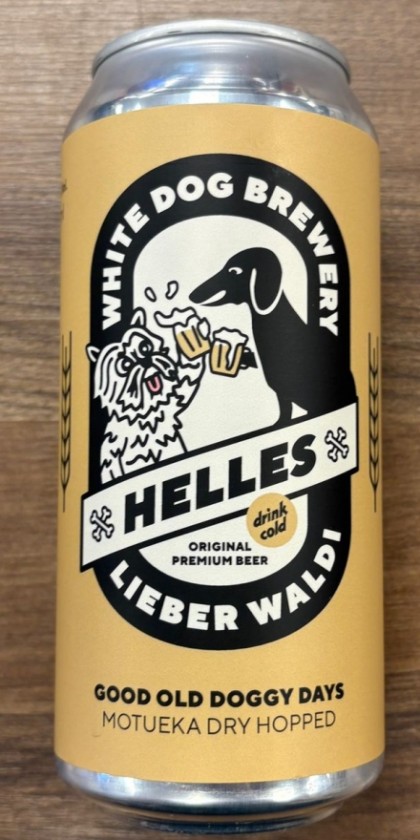 WHITE DOG BREWERY
HELLES
drink
cold
ORIGINAL
PREMIUM BEER
LIEBER WALDI
GOOD OLD DOGGY DAYS
MOTUEKA DRY HOPPED